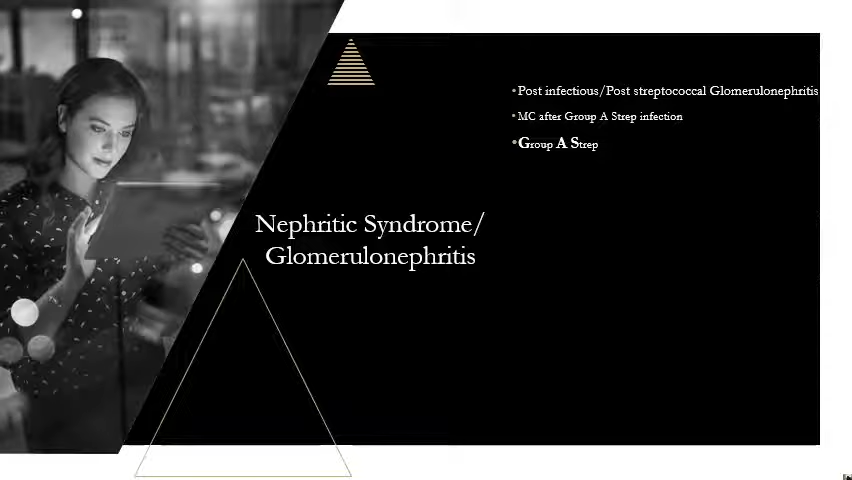 Post infectious/Post streptococcal Glomerulonephritis
MC after Group A Strep infection
Group A Strep
Nephritic Syndrome/
Glomerulonephritis